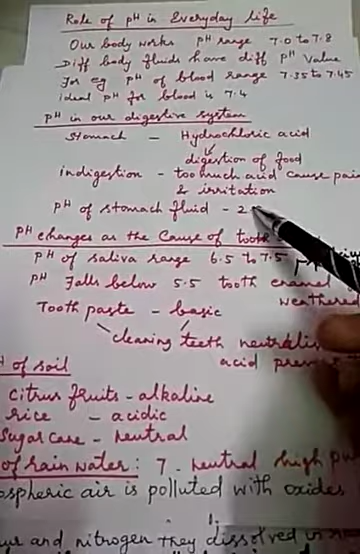 Role of pH in Everyday life
Our body works pH range 7.0 to 7.8
Diff body fluids have diff pH value
For eg pH of blood range 7.35 to 7.45
ideal pH for blood is 7.4
pH in our digestive system
Stomach - Hydrochloric acid
digestion of food
indigestion - too much acid cause pain
& irritation
pH of stomach fluid - 2
pH changes as the Cause of tooth
pH of saliva range 6.5 to 7.5
pH Falls below 5.5 tooth enamel
weathered
Tooth paste - basic
cleaning teeth neutralis
acid prev
of soil
citrus fruits - alkaline
rice - acidic
Sugarcane - neutral
of rain water : 7 - neutral high
ospheric air is polluted with oxides
and nitrogen they dissolved in